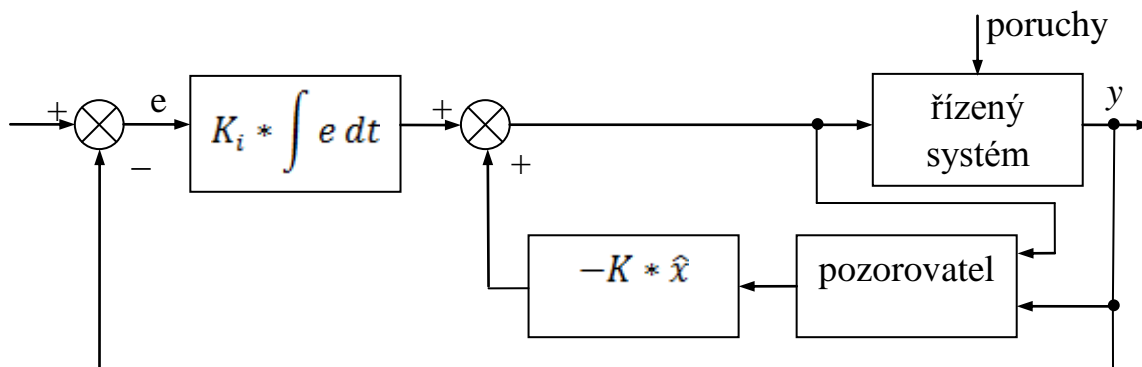 poruchy
+
e
−
K_i * ∫ e dt
+
+
řízený
systém
y
−K * x̂
pozorovatel